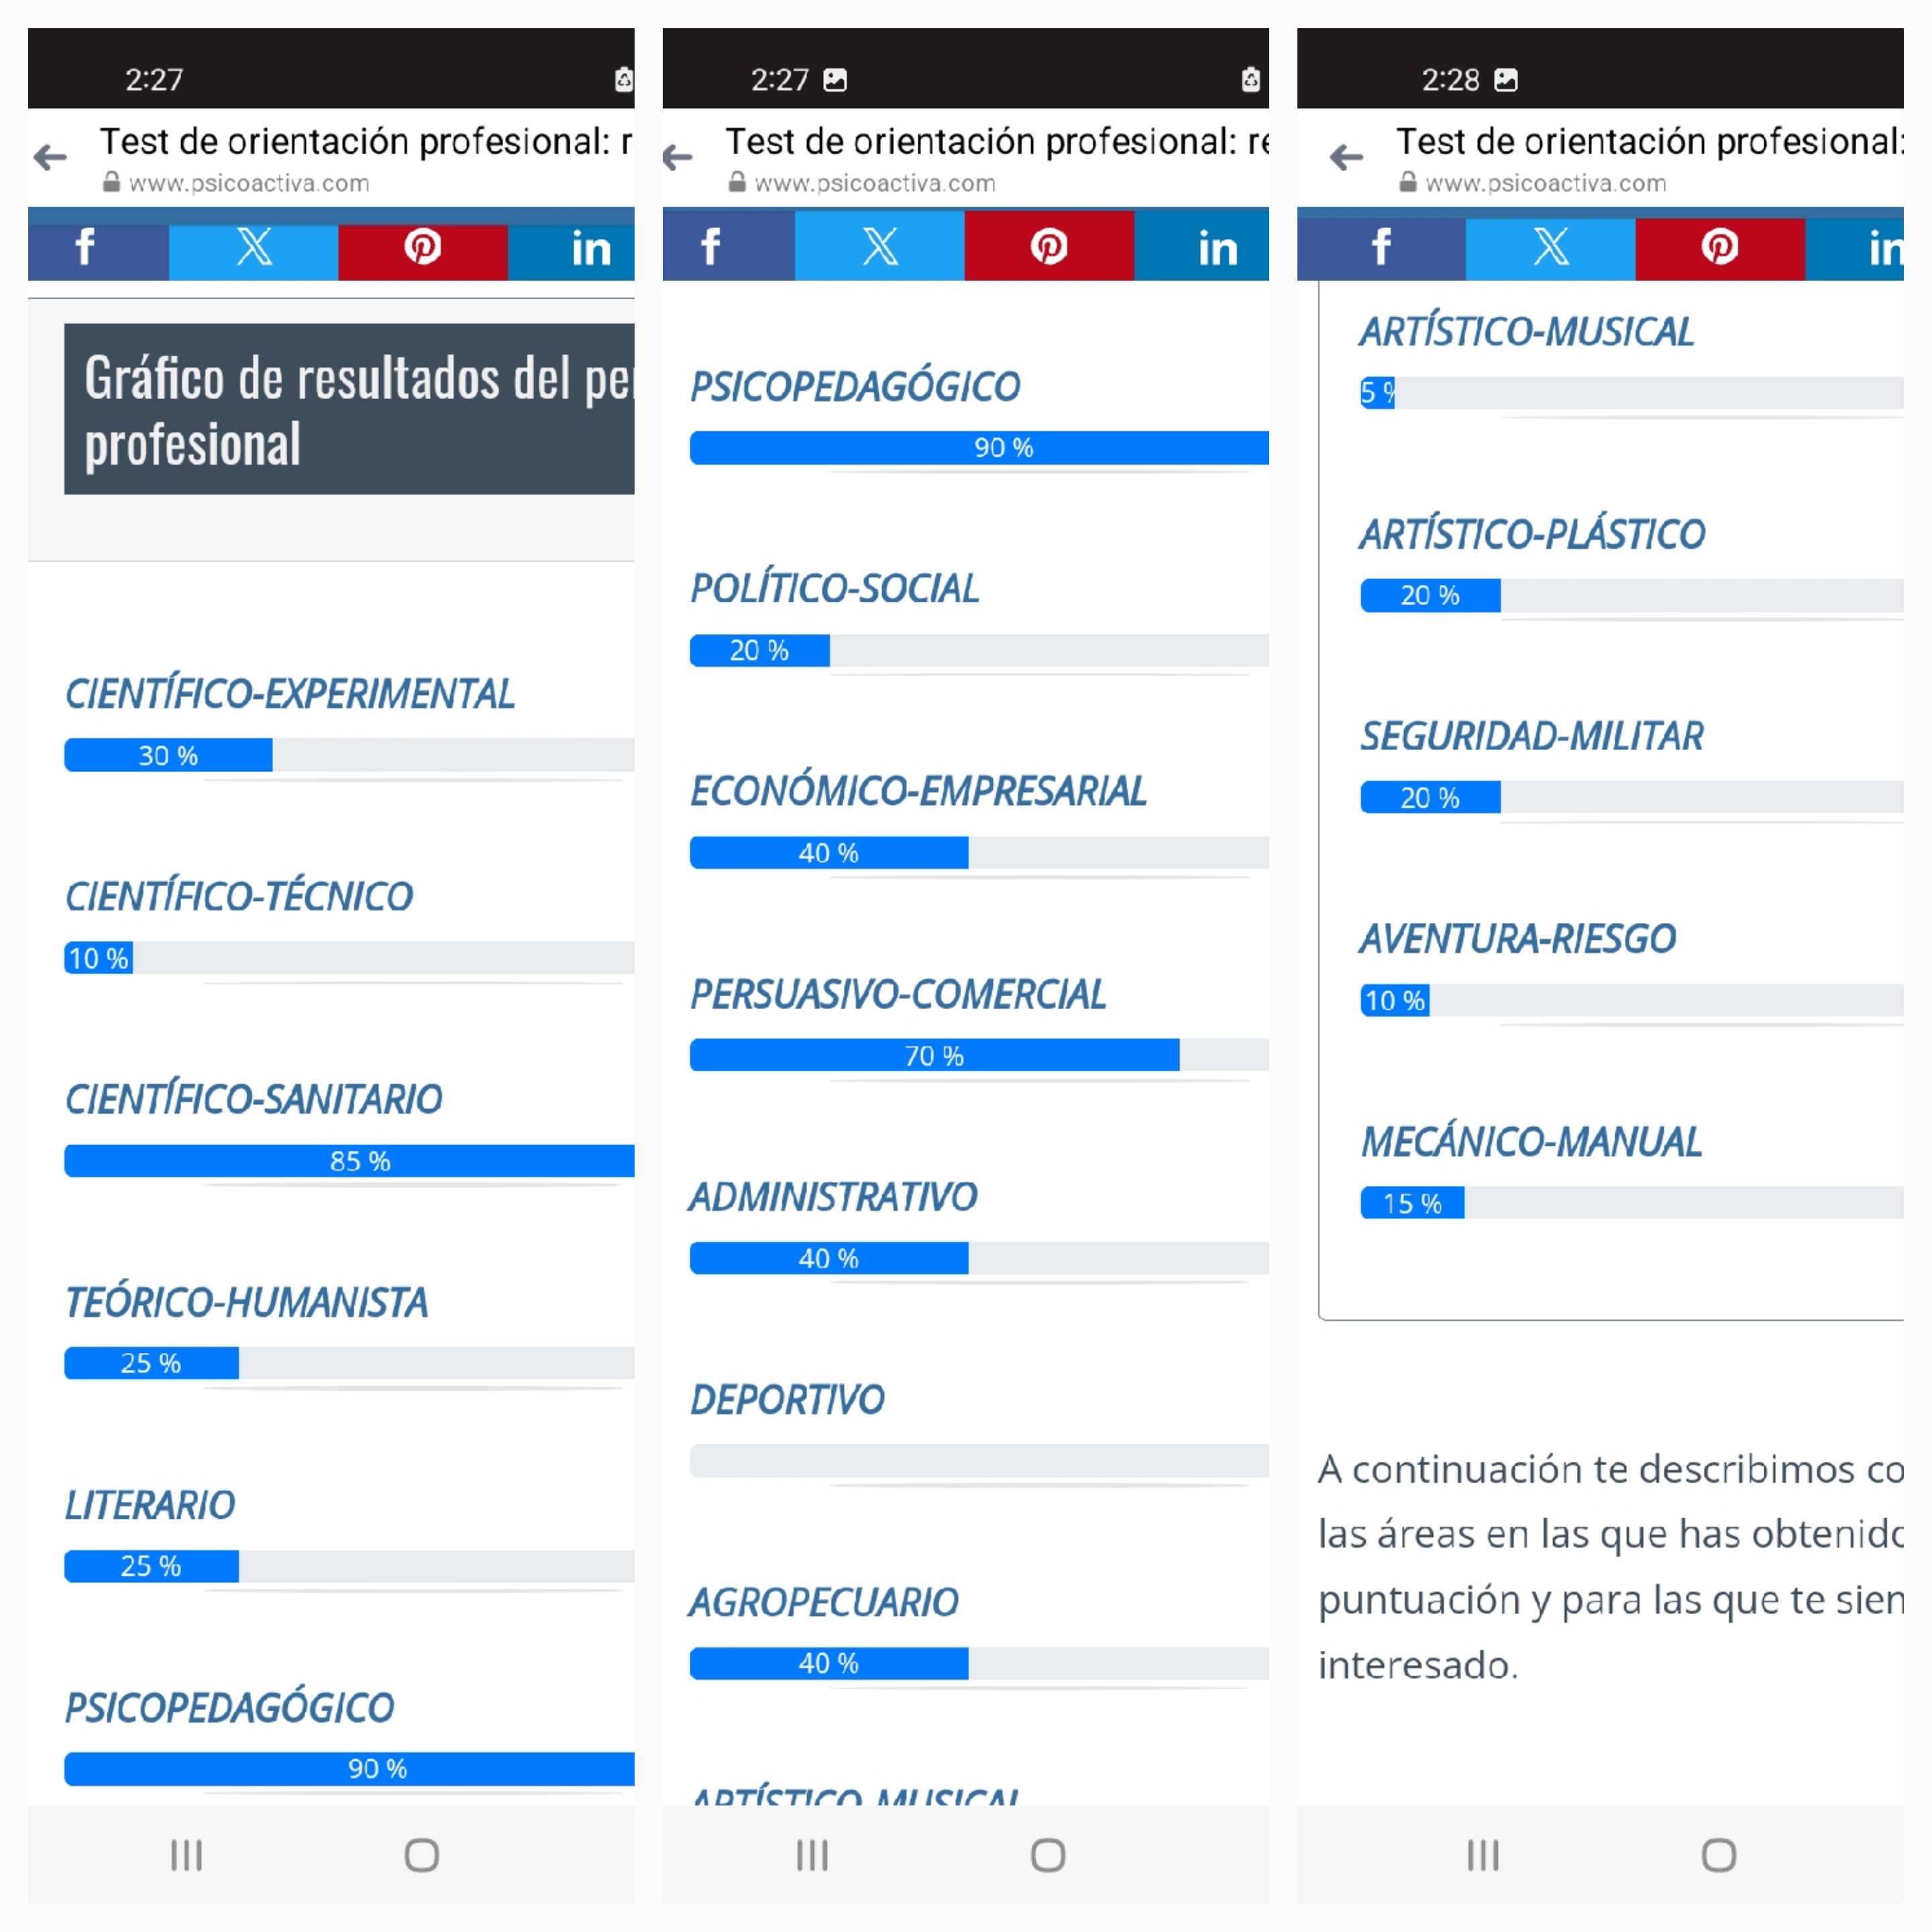 2:27
Test de orientación profesional: r
www.psicoactiva.com
f X in
Gráfico de resultados del pe
profesional
CIENTÍFICO-EXPERIMENTAL
30 %
CIENTÍFICO-TÉCNICO
10 %
CIENTÍFICO-SANITARIO
85 %
TEÓRICO-HUMANISTA
25 %
LITERARIO
25 %
PSICOPEDAGÓGICO
90 %
2:27
Test de orientación profesional: re
www.psicoactiva.com
f X in
PSICOPEDAGÓGICO
90 %
POLÍTICO-SOCIAL
20 %
ECONÓMICO-EMPRESARIAL
40 %
PERSUASIVO-COMERCIAL
70 %
ADMINISTRATIVO
40 %
DEPORTIVO
AGROPECUARIO
40 %
ARTÍSTICO-MUSICAL
2:28
Test de orientación profesional:
www.psicoactiva.com
f X in
ARTÍSTICO-MUSICAL
5 %
ARTÍSTICO-PLÁSTICO
20 %
SEGURIDAD-MILITAR
20 %
AVENTURA-RIESGO
10 %
MECÁNICO-MANUAL
15 %
A continuación te describimos co
las áreas en las que has obtenido
puntuación y para las que te sien
interesado.